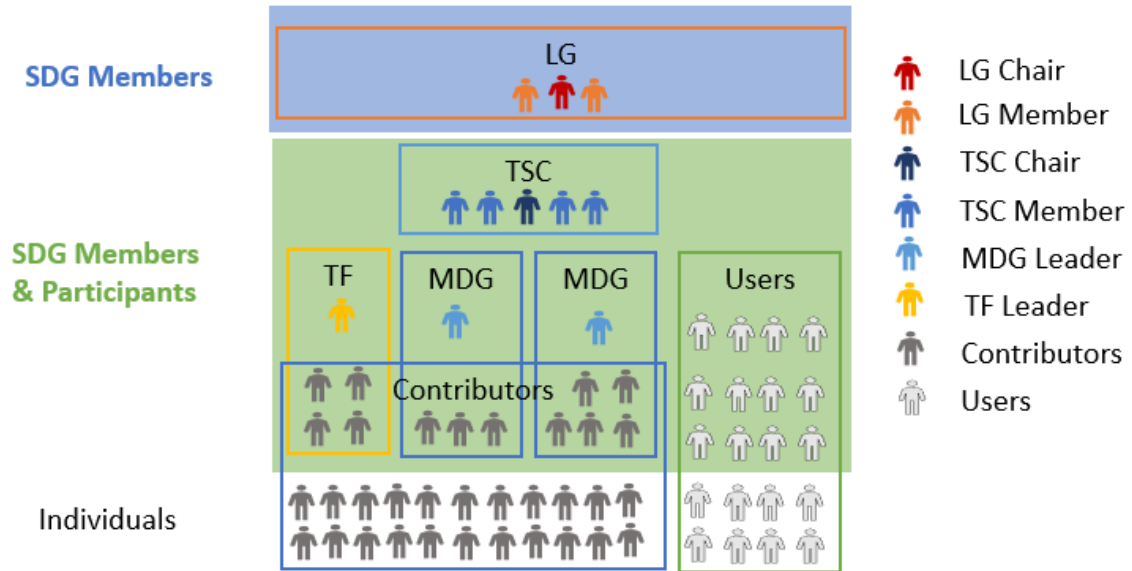 SDG Members
LG
LG Chair
LG Member
TSC Chair
TSC Member
MDG Leader
TF Leader
Contributors
Users
SDG Members
& Participants
TSC
TF
MDG
MDG
Users
Contributors
Individuals